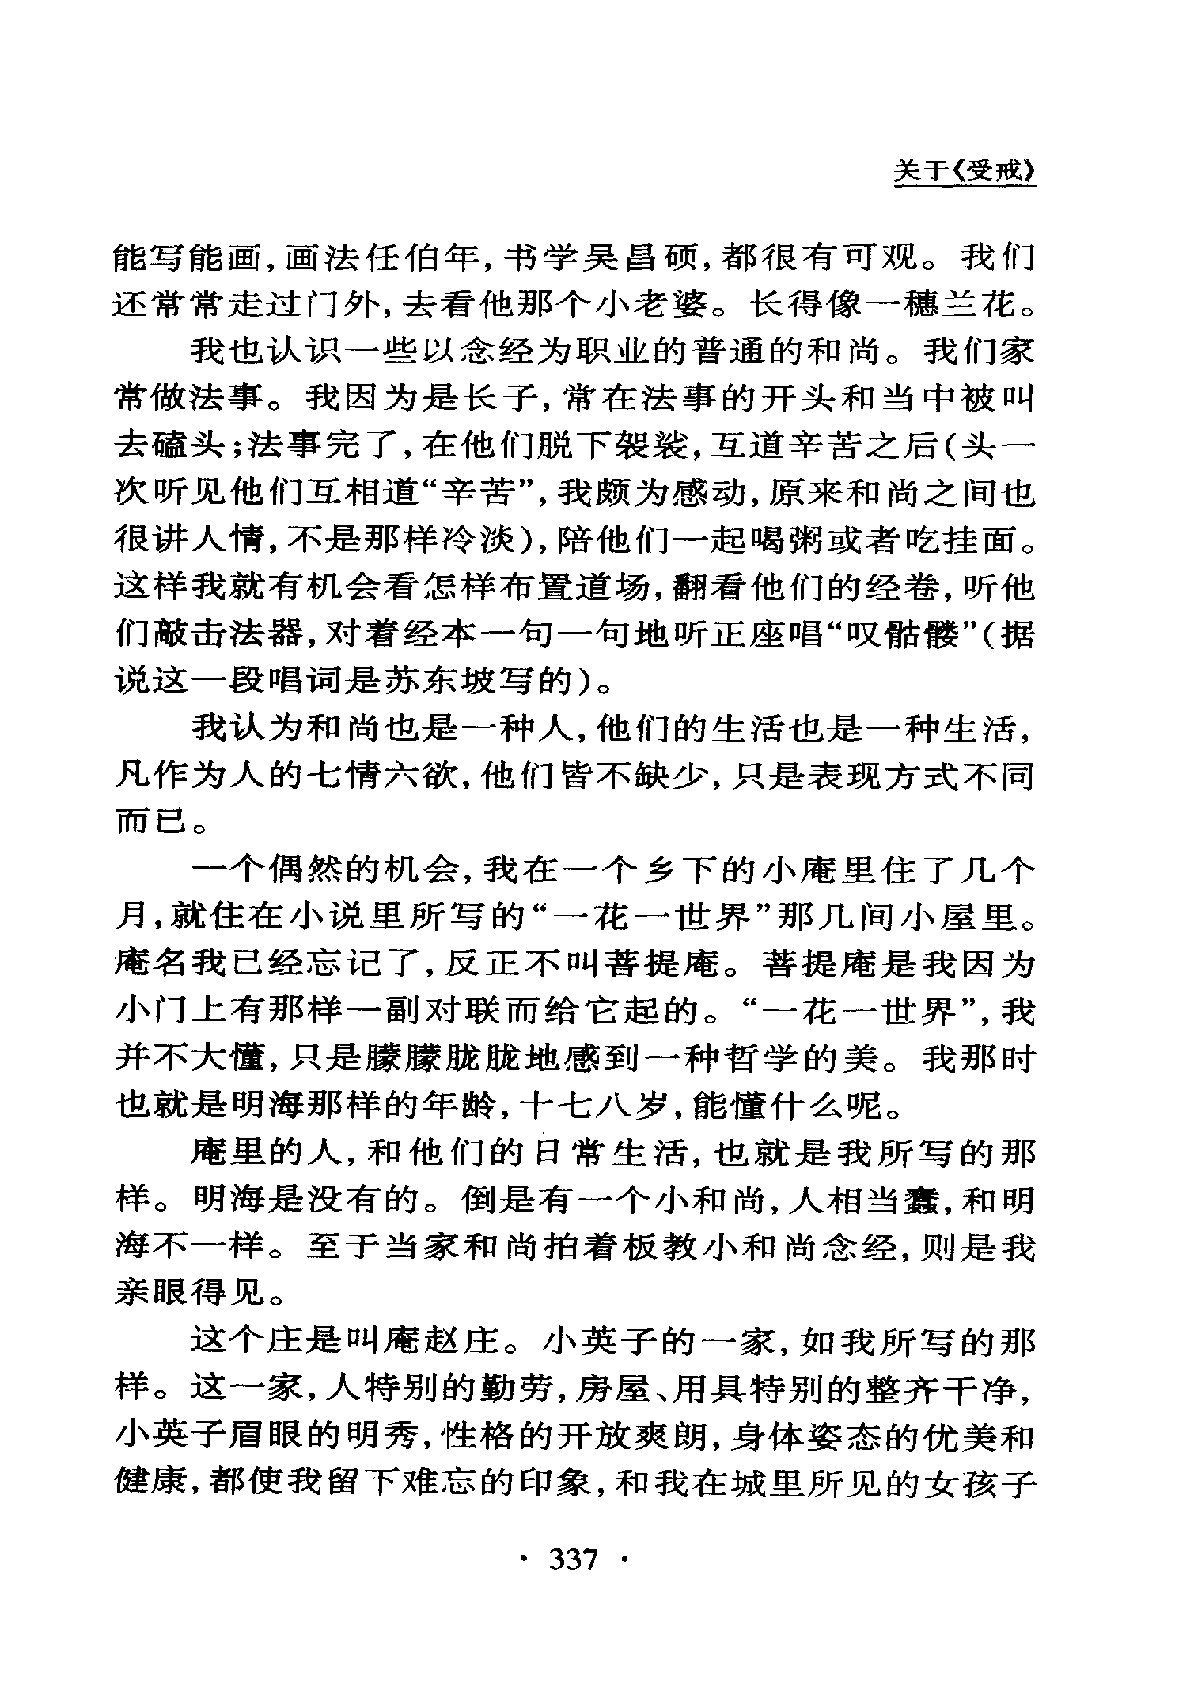 关于《受戒》
能写能画,画法任伯年,书学吴昌硕,都很有可观。我们
还常常走过门外,去看他那个小老婆。长得像一穗兰花。
我也认识一些以念经为职业的普通的和尚。我们家
常做法事。我因为是长子,常在法事的开头和当中被叫
去磕头;法事完了,在他们脱下袈裟,互道辛苦之后(头一
次听见他们互相道“辛苦”,我颇为感动,原来和尚之间也
很讲人情,不是那样冷淡),陪他们一起喝粥或者吃挂面。
这样我就有机会看怎样布置道场,翻看他们的经卷,听他
们敲击法器,对着经本一句一句地听正座唱“叹骷髅”(据
说这一段唱词是苏东坡写的)。
我认为和尚也是一种人,他们的生活也是一种生活,
凡作为人的七情六欲,他们皆不缺少,只是表现方式不同
而已。
一个偶然的机会,我在一个乡下的小庵里住了几个
月,就住在小说里所写的“一花一世界”那几间小屋里。
庵名我已经忘记了,反正不叫菩提庵。菩提庵是我因为
小门上有那样一副对联而给它起的。“一花一世界”,我
并不大懂,只是朦朦胧胧地感到一种哲学的美。我那时
也就是明海那样的年龄,十七八岁,能懂什么呢。
庵里的人,和他们的日常生活,也就是我所写的那
样。明海是没有的。倒是有一个小和尚,人相当蠢,和明
海不一样。至于当家和尚拍着板教小和尚念经,则是我
亲眼得见。
这个庄是叫庵赵庄。小英子的一家,如我所写的那
样。这一家,人特别的勤劳,房屋、用具特别的整齐干净,
小英子眉眼的明秀,性格的开放爽朗,身体姿态的优美和
健康,都使我留下难忘的印象,和我在城里所见的女孩子
· 337 ·